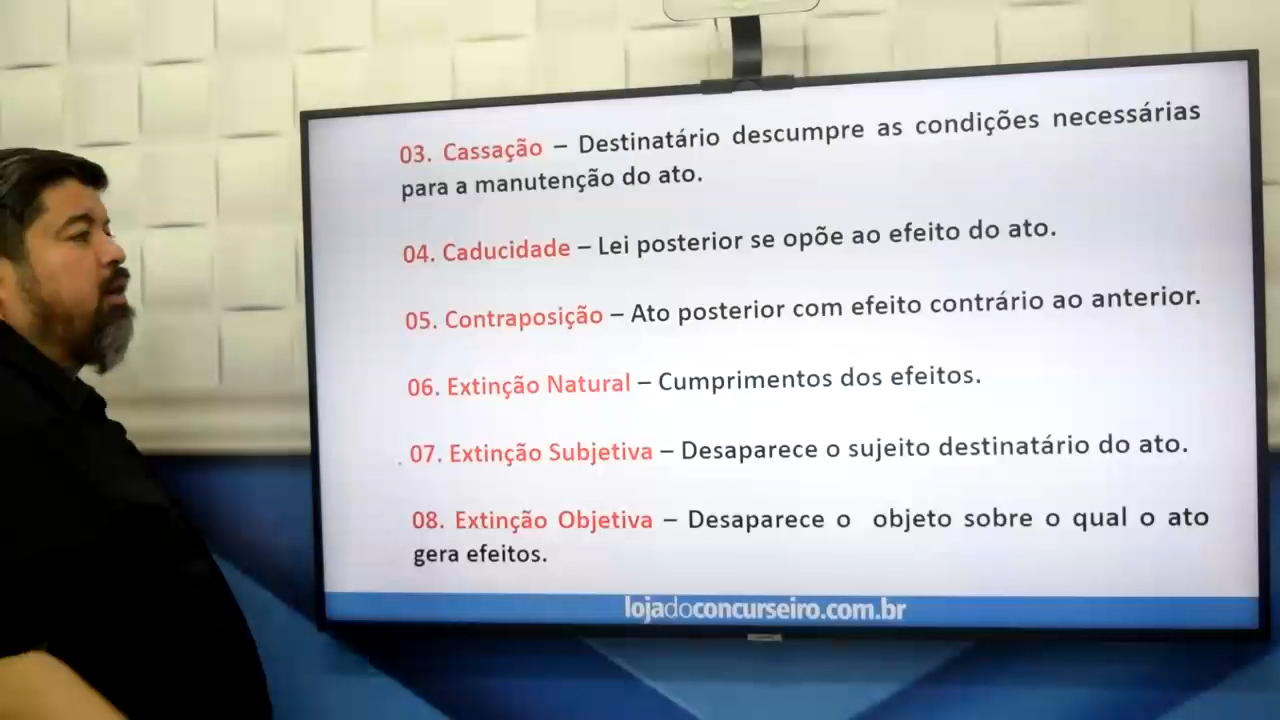 03. Cassação – Destinatário descumpre as condições necessárias
para a manutenção do ato.
04. Caducidade – Lei posterior se opõe ao efeito do ato.
05. Contraposição – Ato posterior com efeito contrário ao anterior.
06. Extinção Natural – Cumprimentos dos efeitos.
07. Extinção Subjetiva – Desaparece o sujeito destinatário do ato.
08. Extinção Objetiva – Desaparece o objeto sobre o qual o ato
gera efeitos.
lojadoconcurseiro.com.br